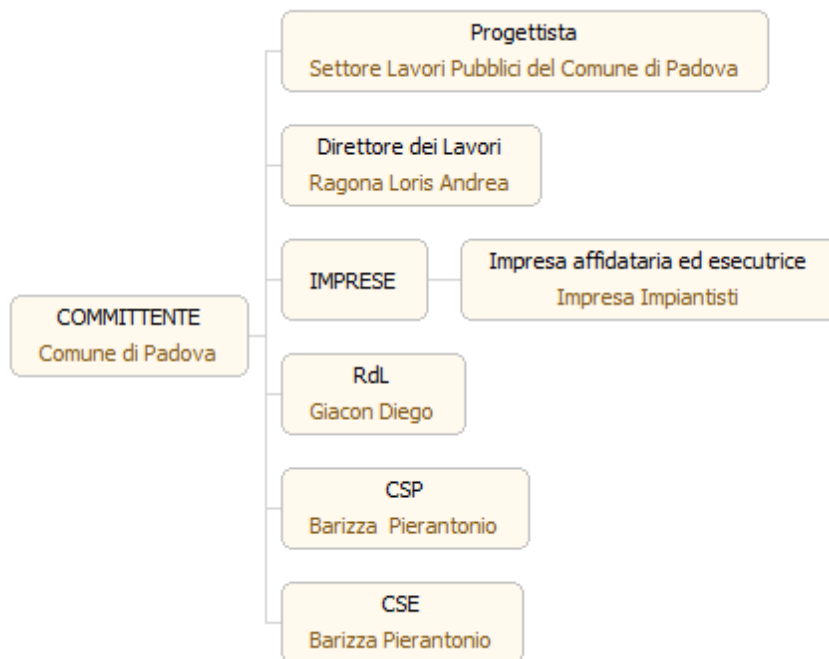 Progettista
Settore Lavori Pubblici del Comune di Padova
Direttore dei Lavori
Ragona Loris Andrea
IMPRESE
Impresa affidataria ed esecutrice
Impresa Impiantisti
COMMITTENTE
Comune di Padova
RdL
Giacon Diego
CSP
Barizza  Pierantonio
CSE
Barizza Pierantonio